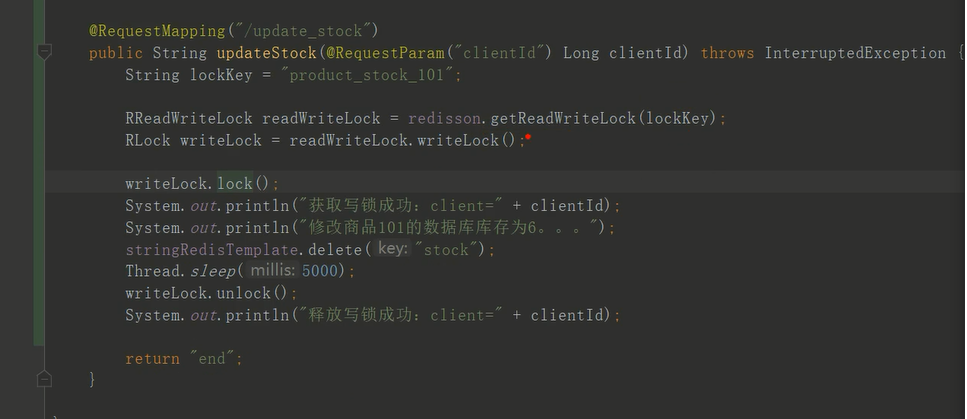 @RequestMapping("/update_stock")
public String updateStock(@RequestParam("clientId") Long clientId) throws InterruptedException {
String lockKey = "product_stock_101";
RReadWriteLock readWriteLock = redisson.getReadWriteLock(lockKey);
RLock writeLock = readWriteLock.writeLock();
writeLock.lock();
System.out.println("获取写锁成功：client=" + clientId);
System.out.println("修改商品101的数据库库存为6。。。");
stringRedisTemplate.delete( key: "stock");
Thread.sleep( millis: 5000);
writeLock.unlock();
System.out.println("释放写锁成功：client=" + clientId);
return "end";
}